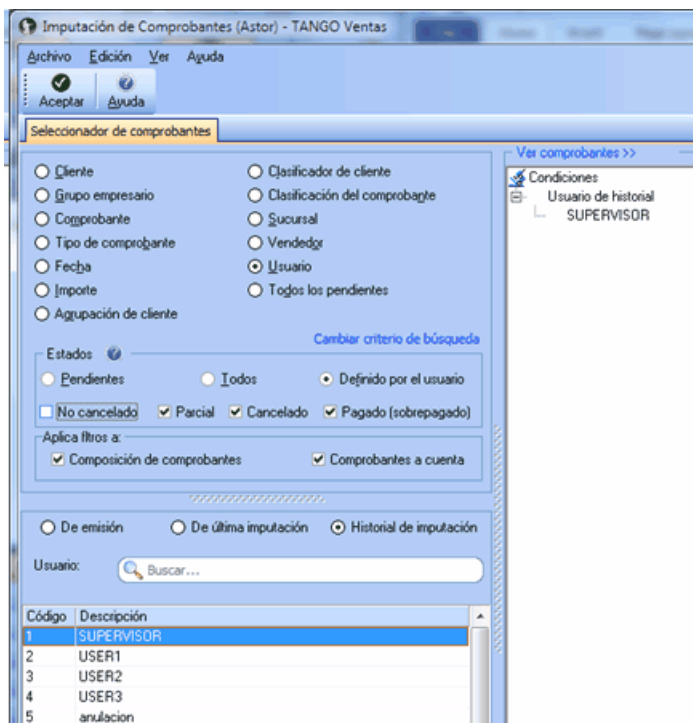 Imputación de Comprobantes (Astor) - TANGO Ventas
Archivo Edición Ver Ayuda
Aceptar Ayuda
Seleccionador de comprobantes
Cliente
Grupo empresario
Comprobante
Tipo de comprobante
Fecha
Importe
Agrupación de cliente
Clasificador de cliente
Clasificación del comprobante
Sucursal
Vendedor
Usuario
Todos los pendientes
Cambiar criterio de búsqueda
Estados
Pendientes Todos Definido por el usuario
No cancelado Parcial Cancelado Pagado (sobrepagado)
Aplica fltros a:
Composición de comprobantes Comprobantes a cuenta
De emisión De última imputación Historial de imputación
Usuario: Buscar...
Código Descripción
1 SUPERVISOR
2 USER1
3 USER2
4 USER3
5 anulacion
Ver comprobantes >>
Condiciones
Usuario de historial
SUPERVISOR